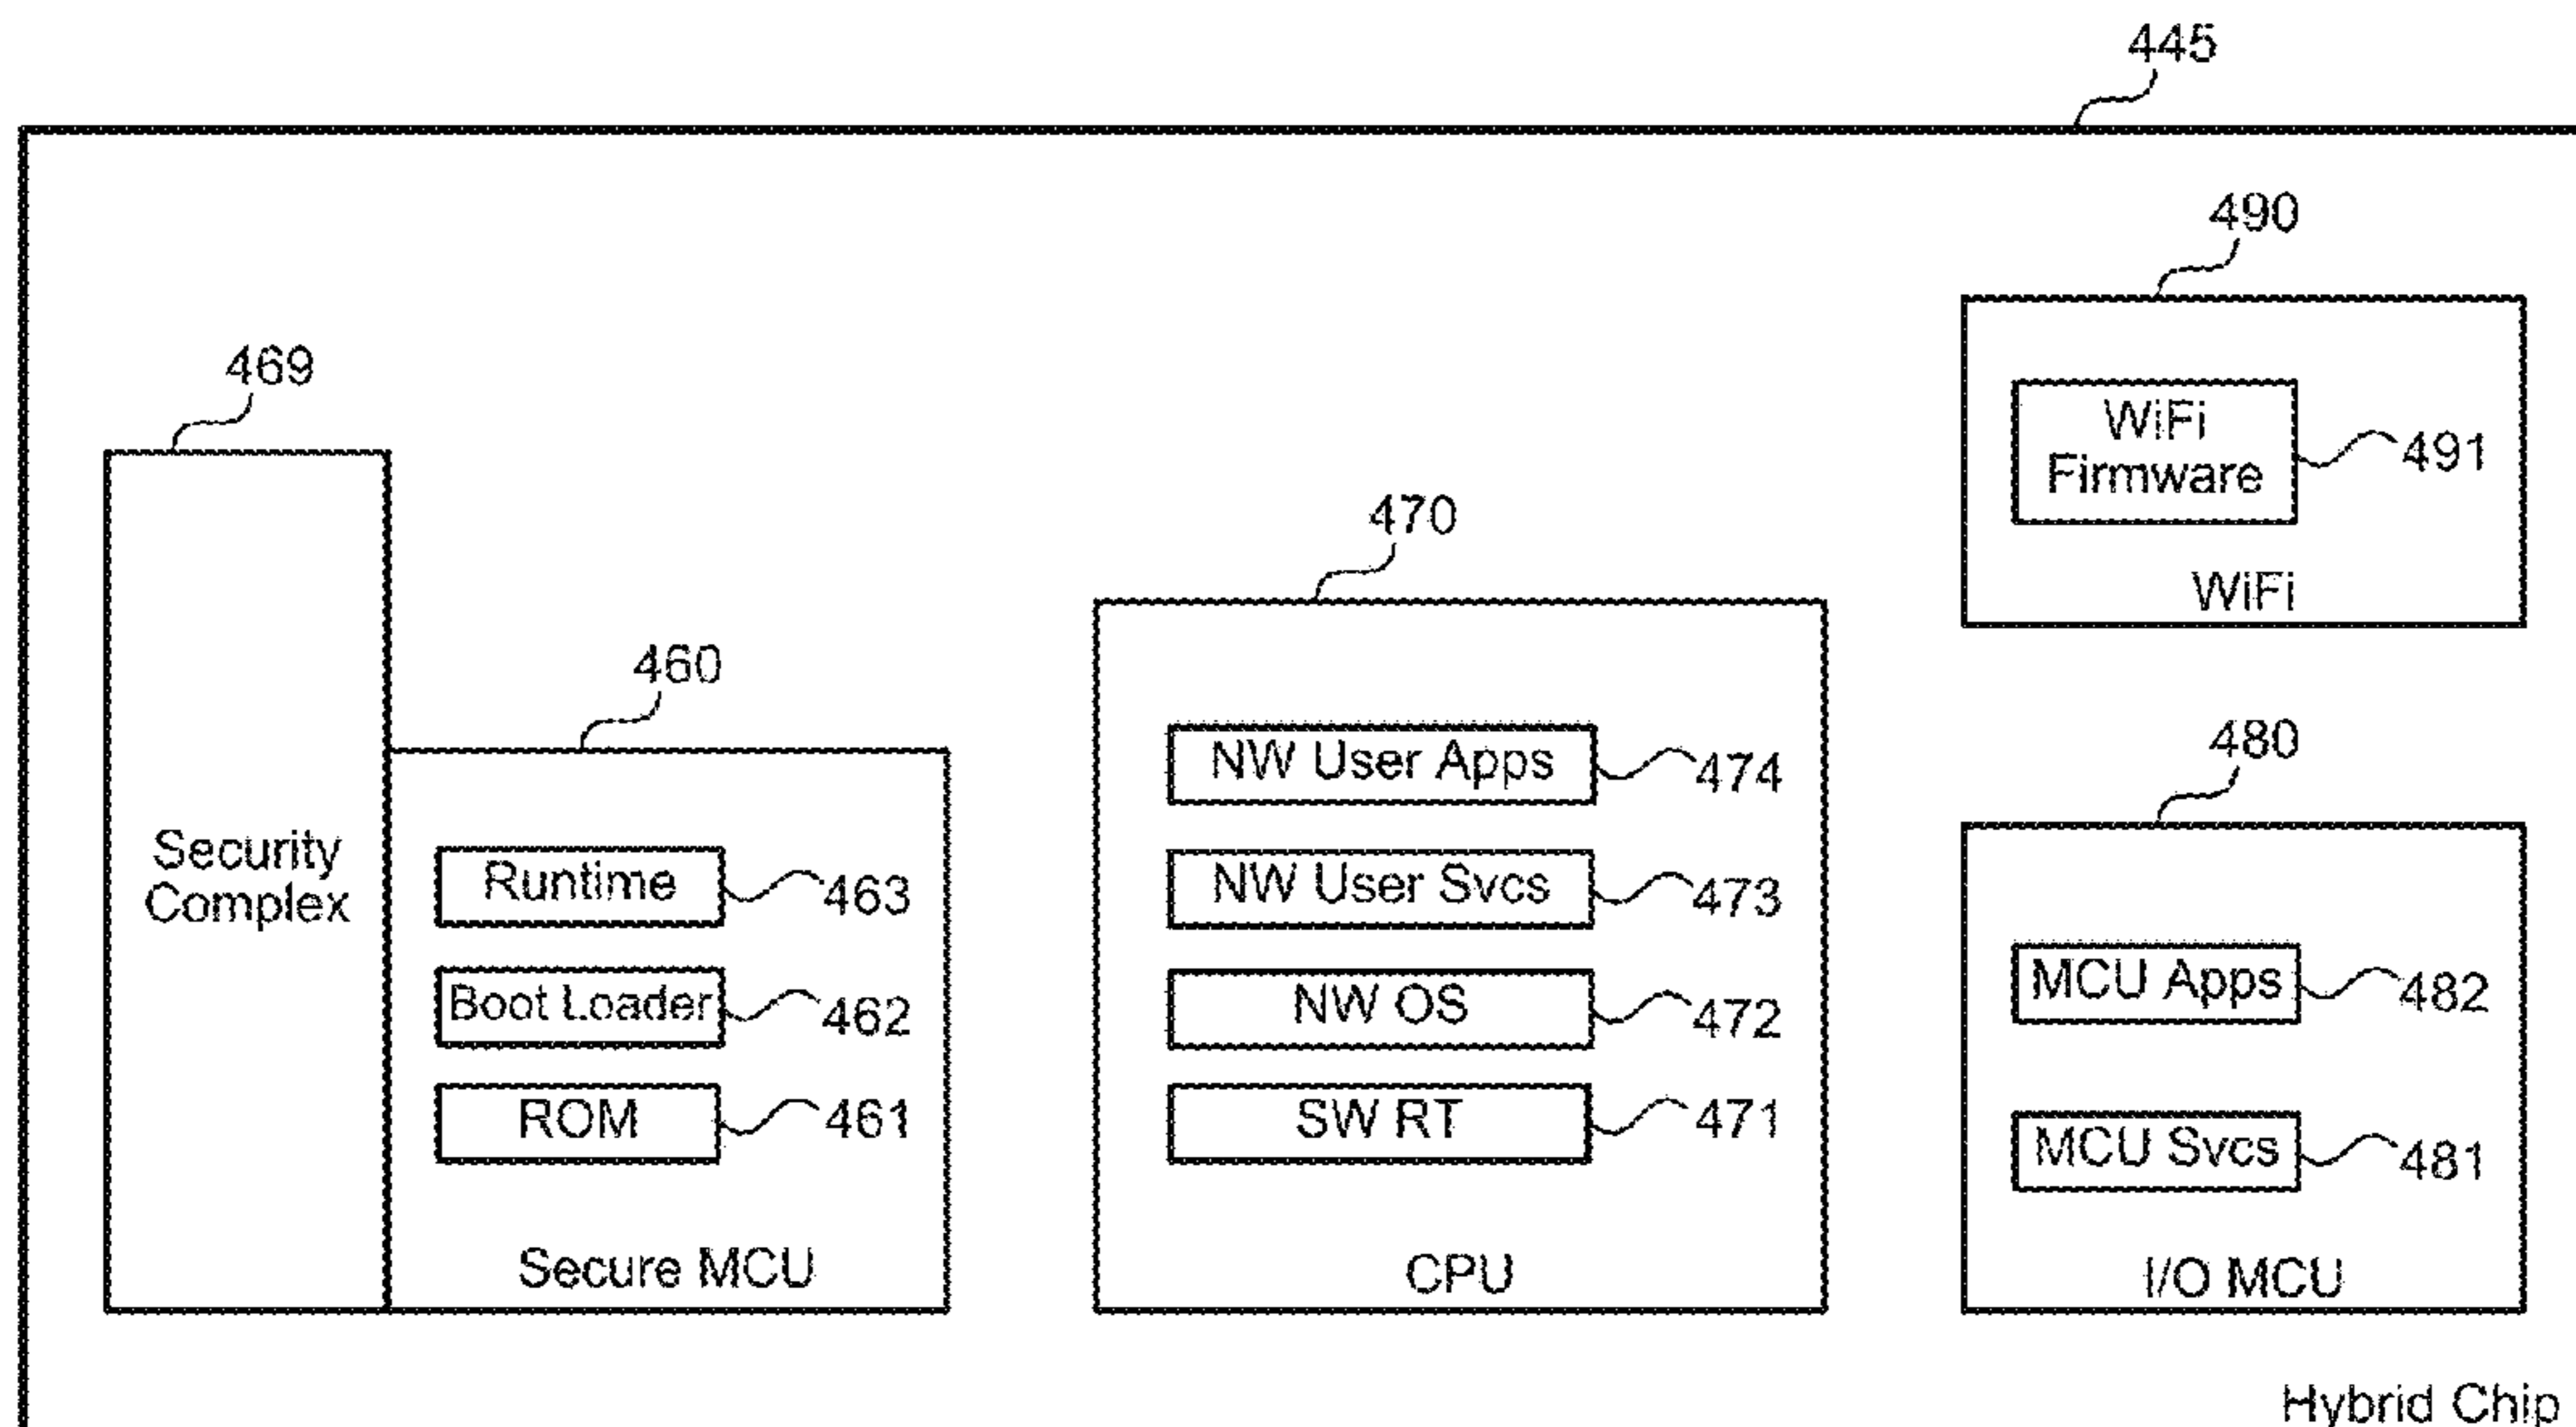 445
490
WiFi
Firmware
491
WiFi
469
Security
Complex
460
Runtime
463
Boot Loader
462
ROM
461
Secure MCU
470
NW User Apps
474
NW User Svcs
473
NW OS
472
SW RT
471
CPU
480
MCU Apps
482
MCU Svcs
481
I/O MCU
Hybrid Chip